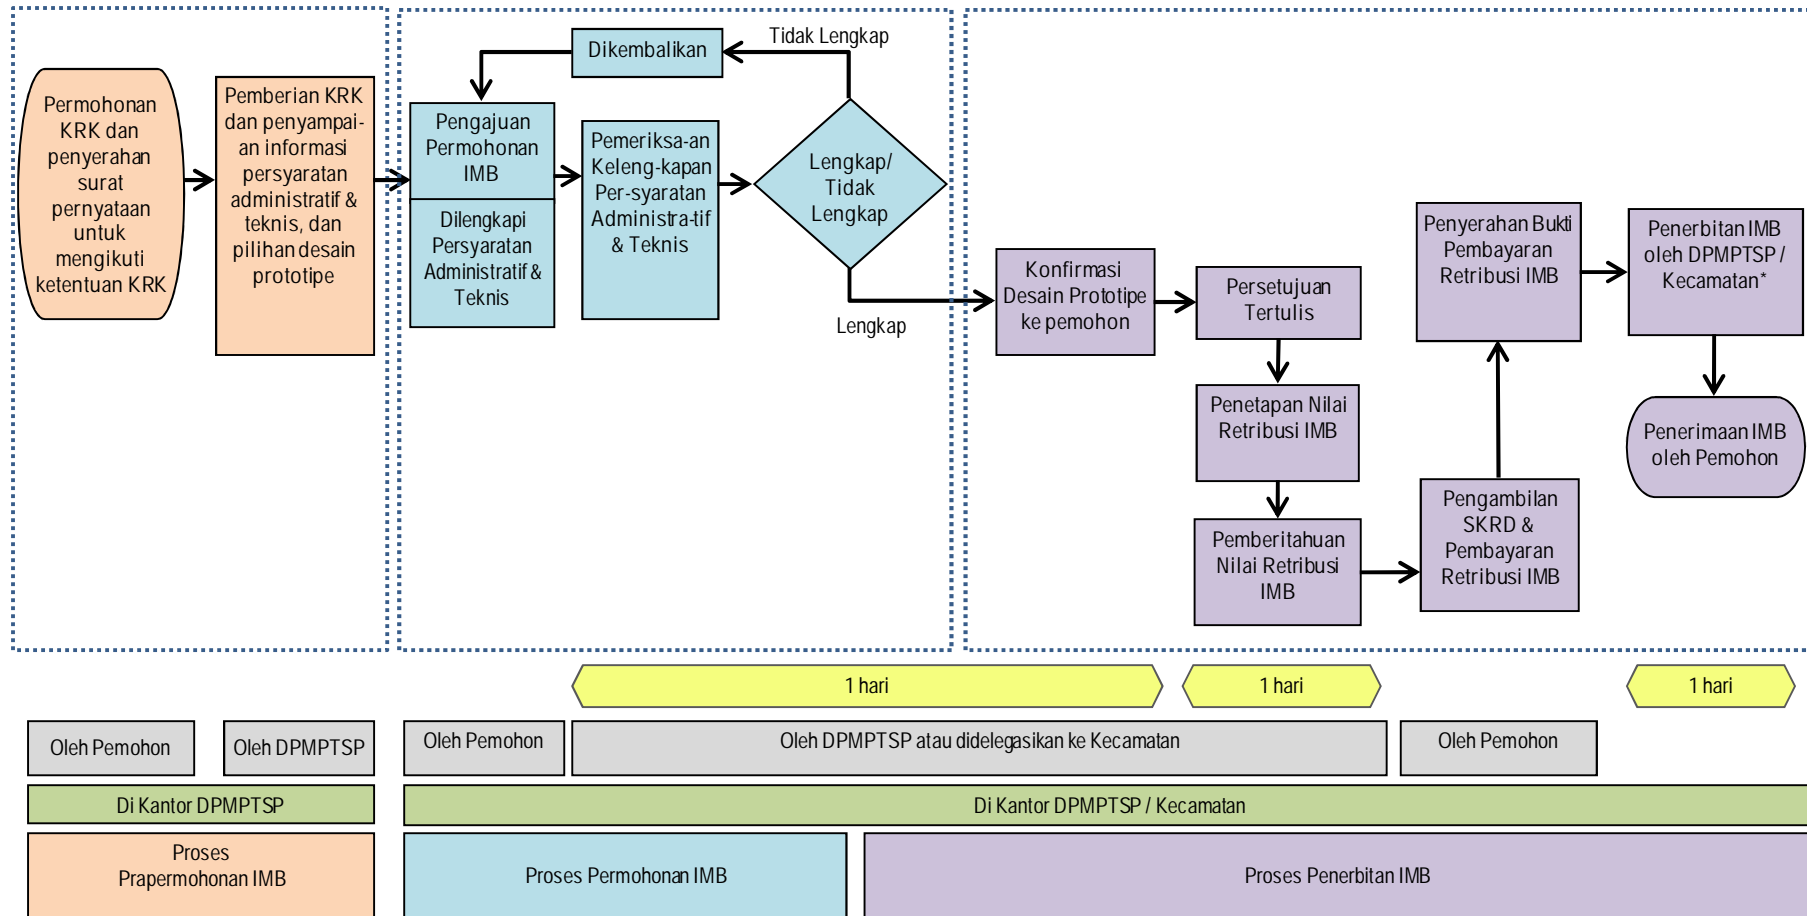 Permohonan
KRK dan
penyerahan
surat
pernyataan
untuk
mengikuti
ketentuan KRK
Pemberian KRK
dan penyampai-
an informasi
persyaratan
administratif &
teknis, dan
pilihan desain
prototipe
Dikembalikan
Tidak Lengkap
Pengajuan
Permohonan
IMB
Dilengkapi
Persyaratan
Administratif &
Teknis
Pemeriksa-an
Keleng-kapan
Per-syaratan
Administra-tif
& Teknis
Lengkap/
Tidak
Lengkap
Lengkap
Konfirmasi
Desain Prototipe
ke pemohon
Persetujuan
Tertulis
Penetapan Nilai
Retribusi IMB
Pemberitahuan
Nilai Retribusi
IMB
Pengambilan
SKRD &
Pembayaran
Retribusi IMB
Penyerahan Bukti
Pembayaran
Retribusi IMB
Penerbitan IMB
oleh DPMPTSP /
Kecamatan*
Penerimaan IMB
oleh Pemohon
1 hari
1 hari
1 hari
Oleh Pemohon
Oleh DPMPTSP
Oleh Pemohon
Oleh DPMPTSP atau didelegasikan ke Kecamatan
Oleh Pemohon
Di Kantor DPMPTSP
Di Kantor DPMPTSP / Kecamatan
Proses
Prapermohonan IMB
Proses Permohonan IMB
Proses Penerbitan IMB